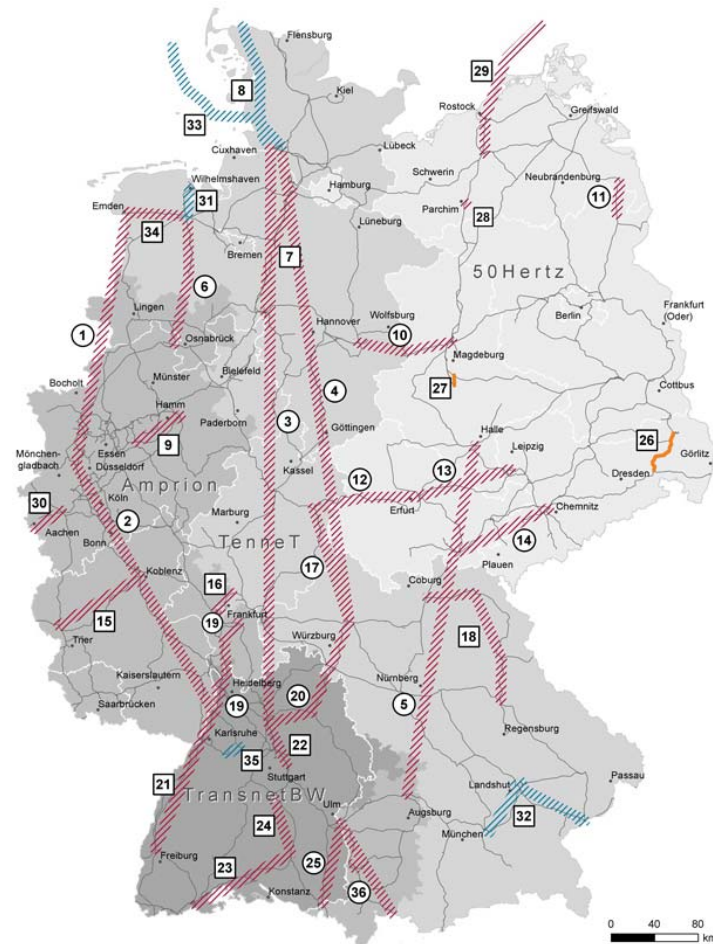 Flensburg
29
8
Kiel
Rostock
Greifswald
33
Lübeck
Cuxhaven
Schwerin
Neubrandenburg
Wilhelmshaven
Hamburg
11
Emden
31
Parchim
28
34
Lüneburg
Bremen
7
50Hertz
6
Lingen
Wolfsburg
Berlin
Frankfurt
(Oder)
1
Hannover
10
Osnabrück
Magdeburg
Münster
Bielefeld
27
Bocholt
4
Cottbus
Hamm
Paderborn
3
Göttingen
Halle
26
Mönchen-
gladbach
Essen
9
Leipzig
Görlitz
Düsseldorf
Kassel
13
Dresden
Amprion
12
30
Köln
Erfurt
Chemnitz
Aachen
2
Marburg
14
Bonn
TenneT
Plauen
17
Koblenz
16
Coburg
15
Frankfurt
19
18
Trier
Würzburg
Kaiserslautern
Nürnberg
Heidelberg
20
5
Saarbrücken
19
Regensburg
Karlsruhe
22
35
Stuttgart
Landshut
Passau
21
TransnetBW
Ulm
Augsburg
32
24
München
Freiburg
25
23
Konstanz
36
0 40 80
km